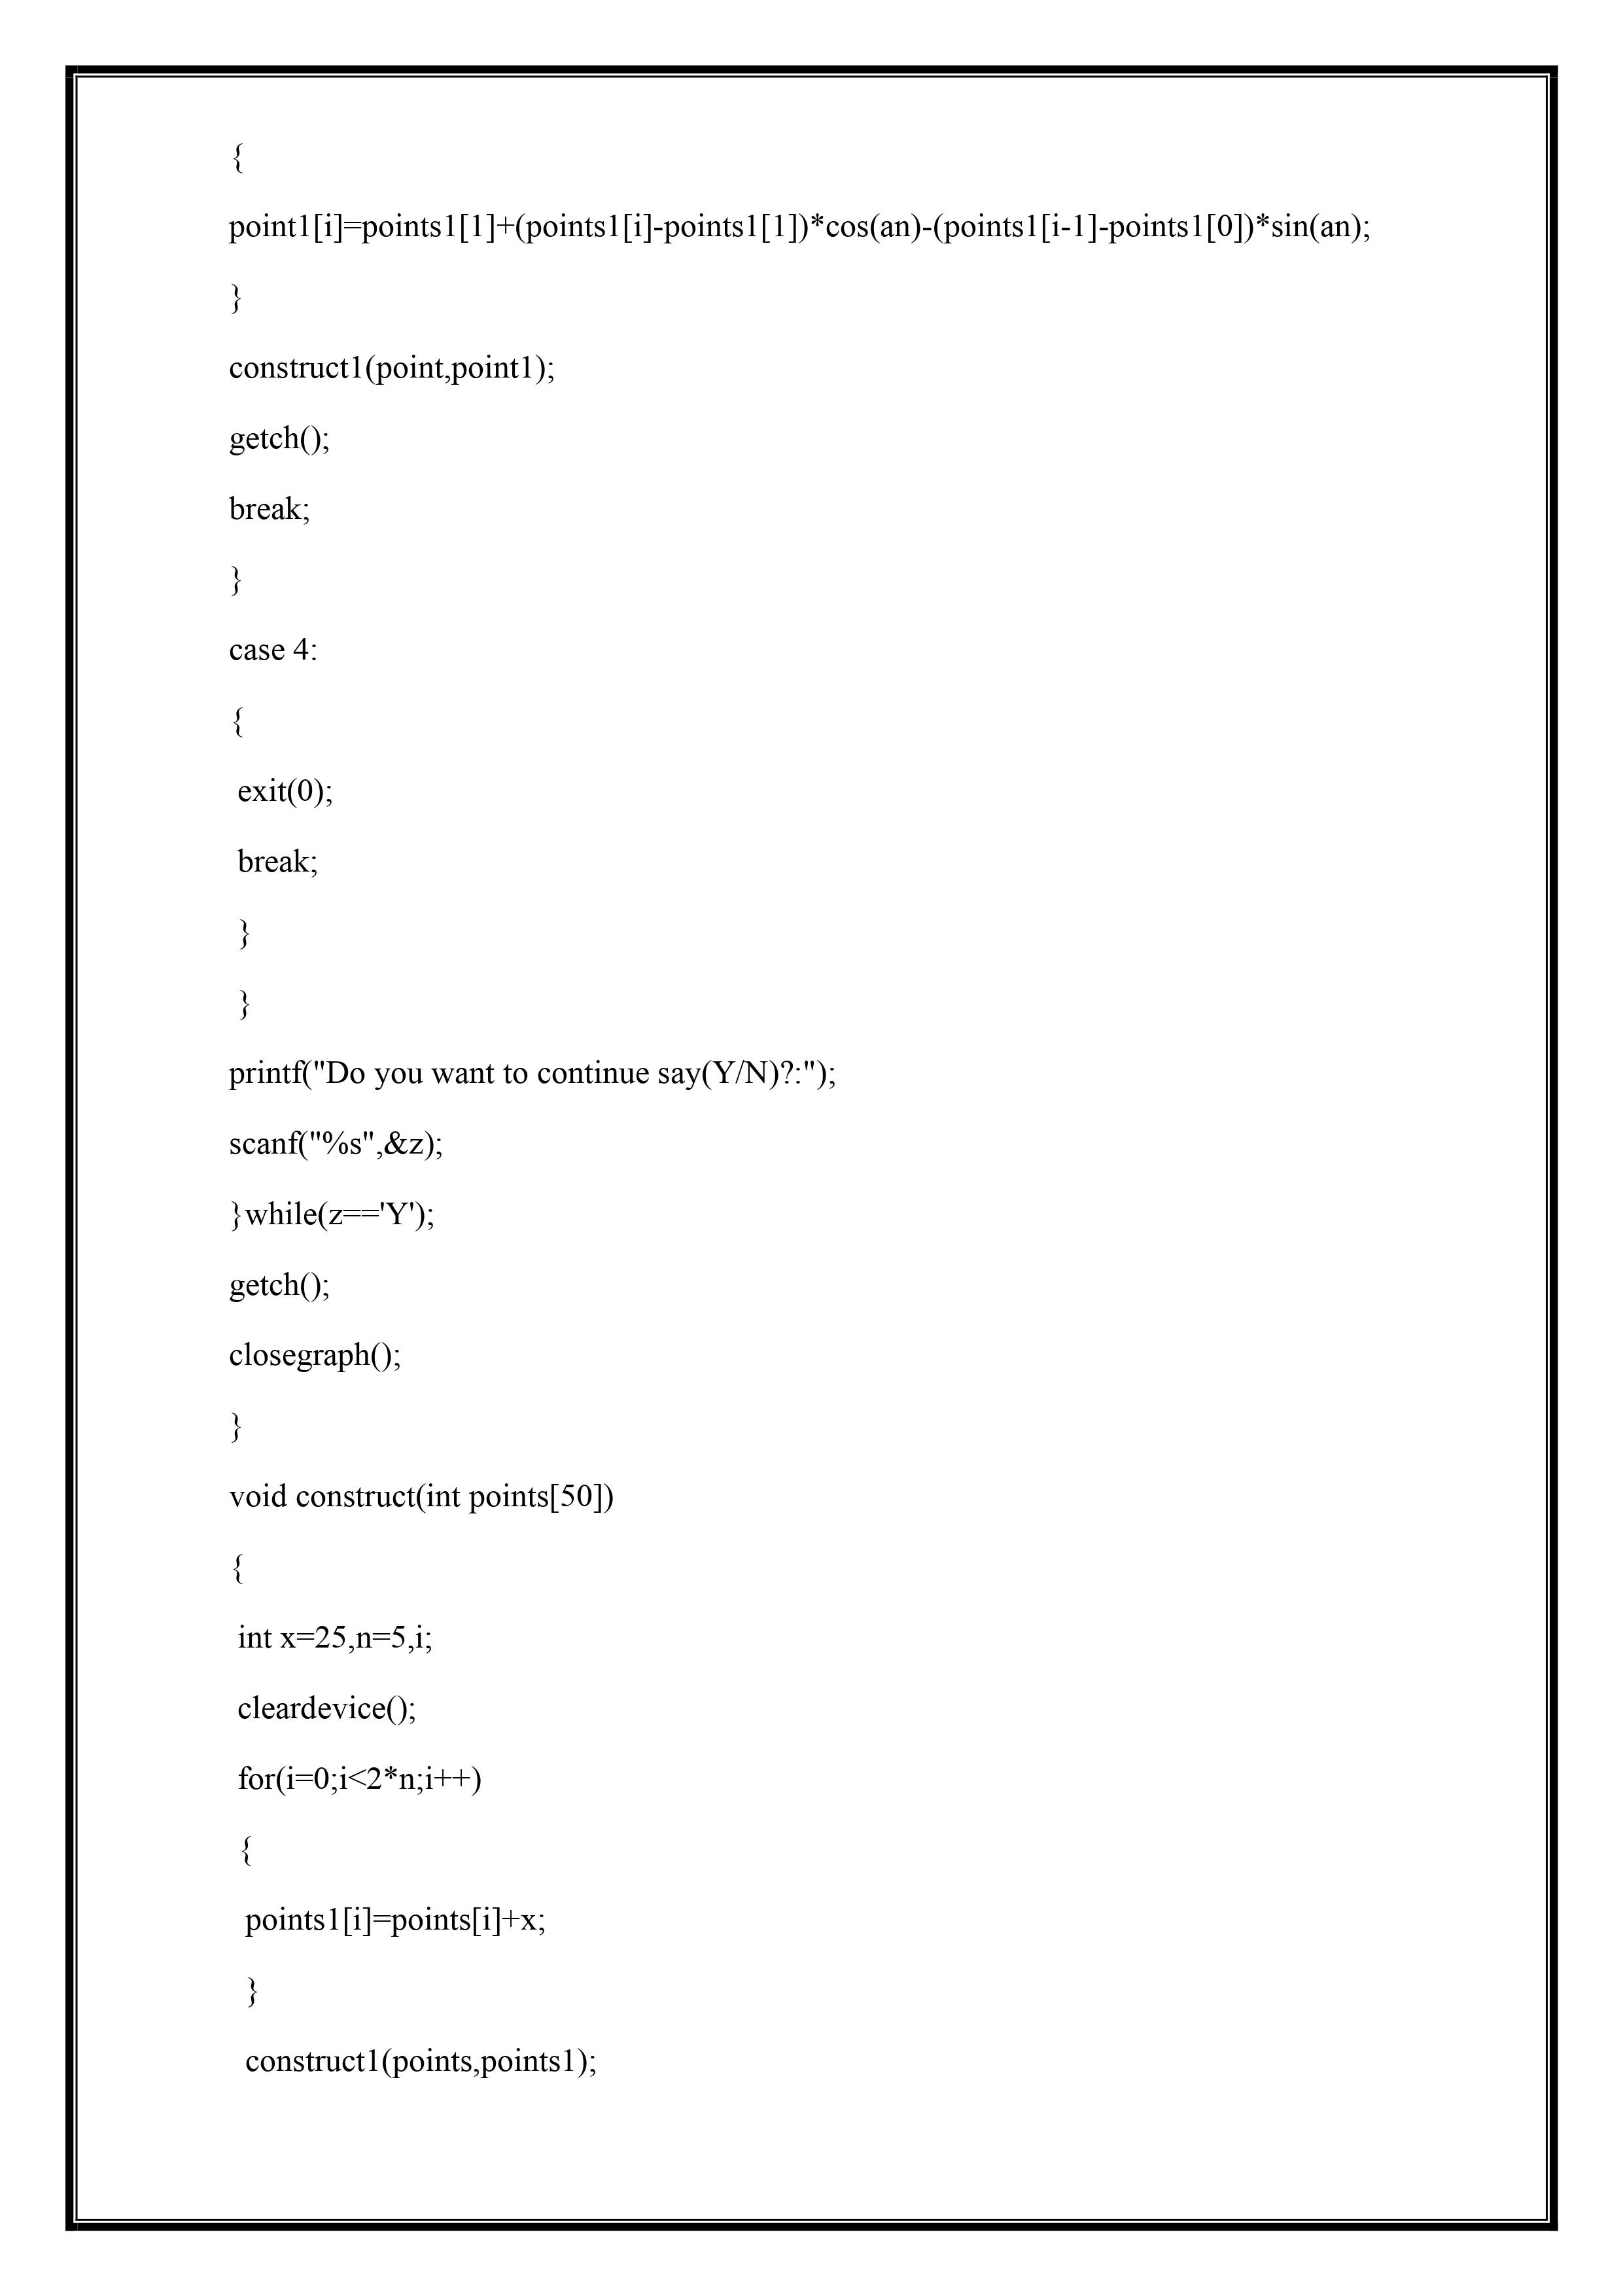 {
point1[i]=points1[1]+(points1[i]-points1[1])*cos(an)-(points1[i-1]-points1[0])*sin(an);
}
construct1(point,point1);
getch();
break;
}
case 4:
{
exit(0);
break;
}
}
printf("Do you want to continue say(Y/N)?:");
scanf("%s",&z);
}while(z=='Y');
getch();
closegraph();
}
void construct(int points[50])
{
int x=25,n=5,i;
cleardevice();
for(i=0;i<2*n;i++)
{
points1[i]=points[i]+x;
}
construct1(points,points1);